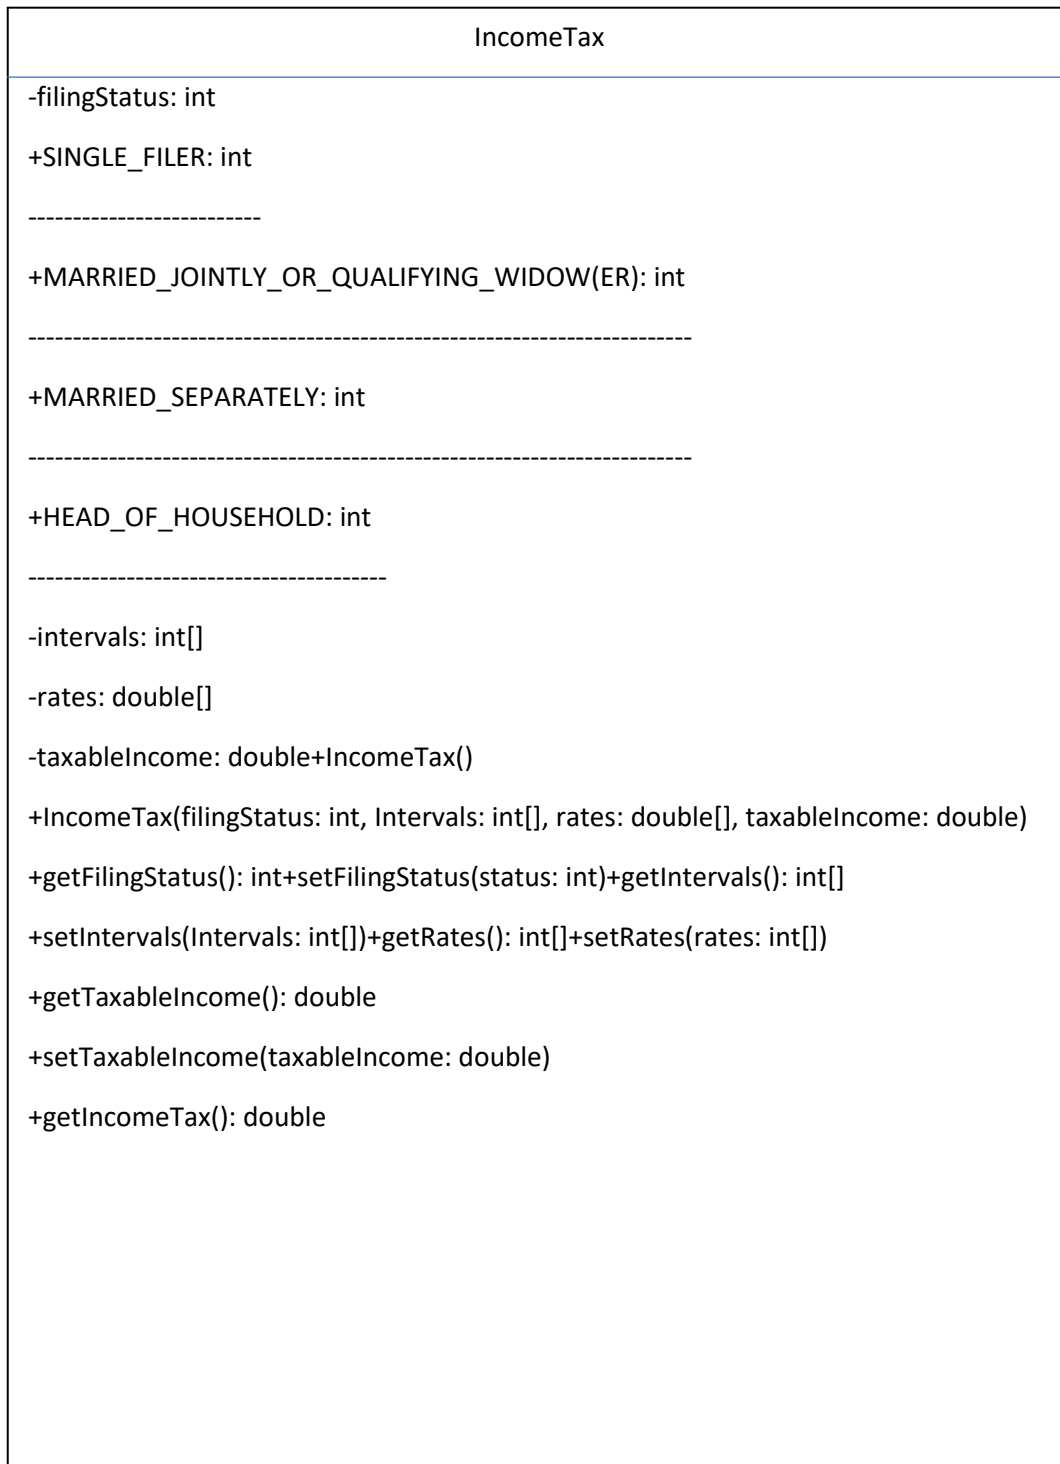 IncomeTax
-filingStatus: int
+SINGLE_FILER: int
--------------------------
+MARRIED_JOINTLY_OR_QUALIFYING_WIDOW(ER): int
--------------------------------------------------------------------------
+MARRIED_SEPARATELY: int
--------------------------------------------------------------------------
+HEAD_OF_HOUSEHOLD: int
----------------------------------------
-intervals: int[]
-rates: double[]
-taxableIncome: double+IncomeTax()
+IncomeTax(filingStatus: int, Intervals: int[], rates: double[], taxableIncome: double)
+getFilingStatus(): int+setFilingStatus(status: int)+getIntervals(): int[]
+setIntervals(Intervals: int[])+getRates(): int[]+setRates(rates: int[])
+getTaxableIncome(): double
+setTaxableIncome(taxableIncome: double)
+getIncomeTax(): double